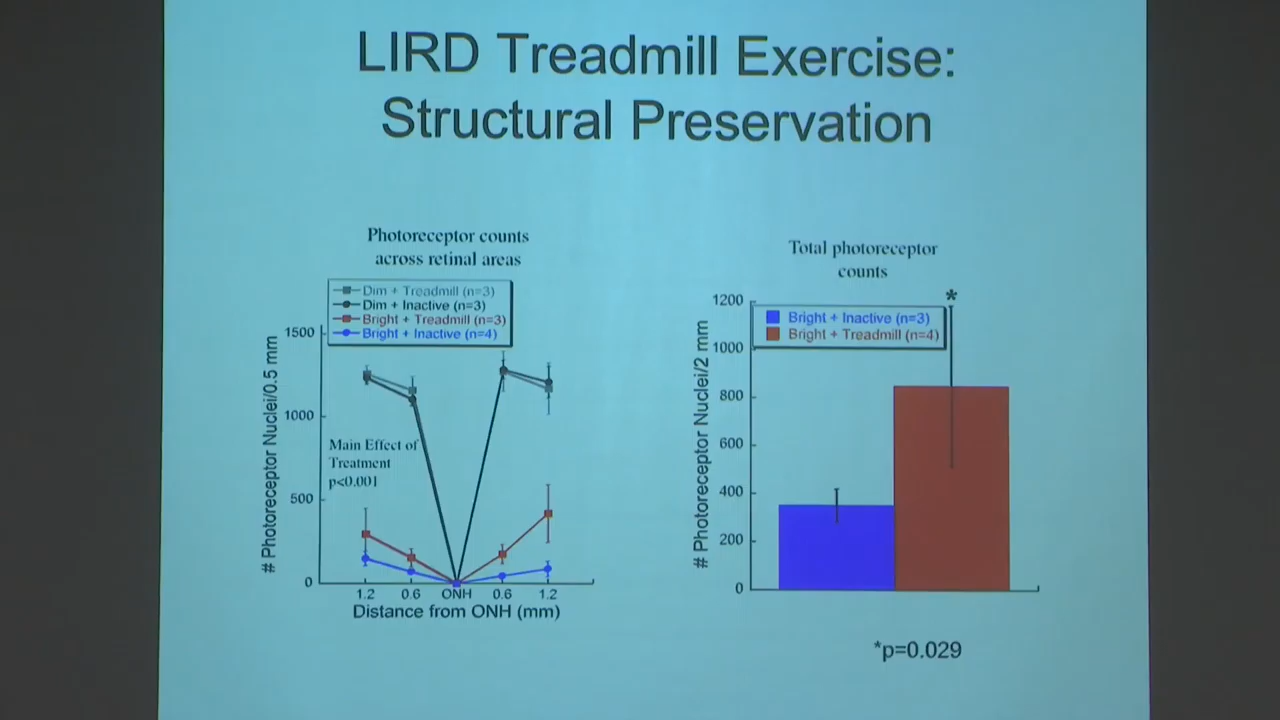 LIRD Treadmill Exercise:
Structural Preservation
Photoreceptor counts
across retinal areas
Dim + Treadmill (n=3)
Dim + Inactive (n=3)
Bright + Treadmill (n=3)
Bright + Inactive (n=4)
# Photoreceptor Nuclei/0.5 mm
1500
1000
500
0
Main Effect of
Treatment
p<0.001
1.2 0.6 ONH 0.6 1.2
Distance from ONH (mm)
Total photoreceptor
counts
*
Bright + Inactive (n=3)
Bright + Treadmill (n=4)
# Photoreceptor Nuclei/2 mm
1200
1000
800
600
400
200
0
*p=0.029